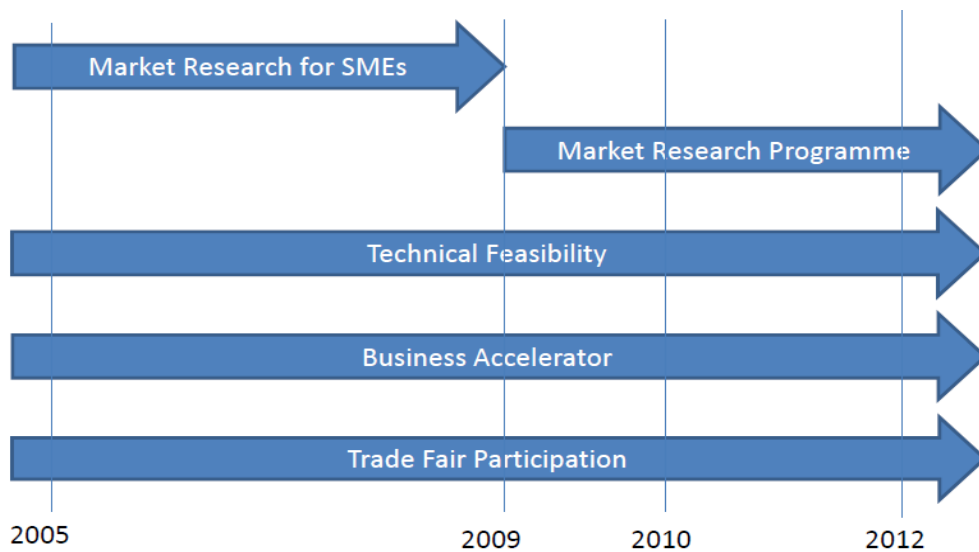 Market Research for SMEs
Market Research Programme
Technical Feasibility
Business Accelerator
Trade Fair Participation
2005 2009 2010 2012